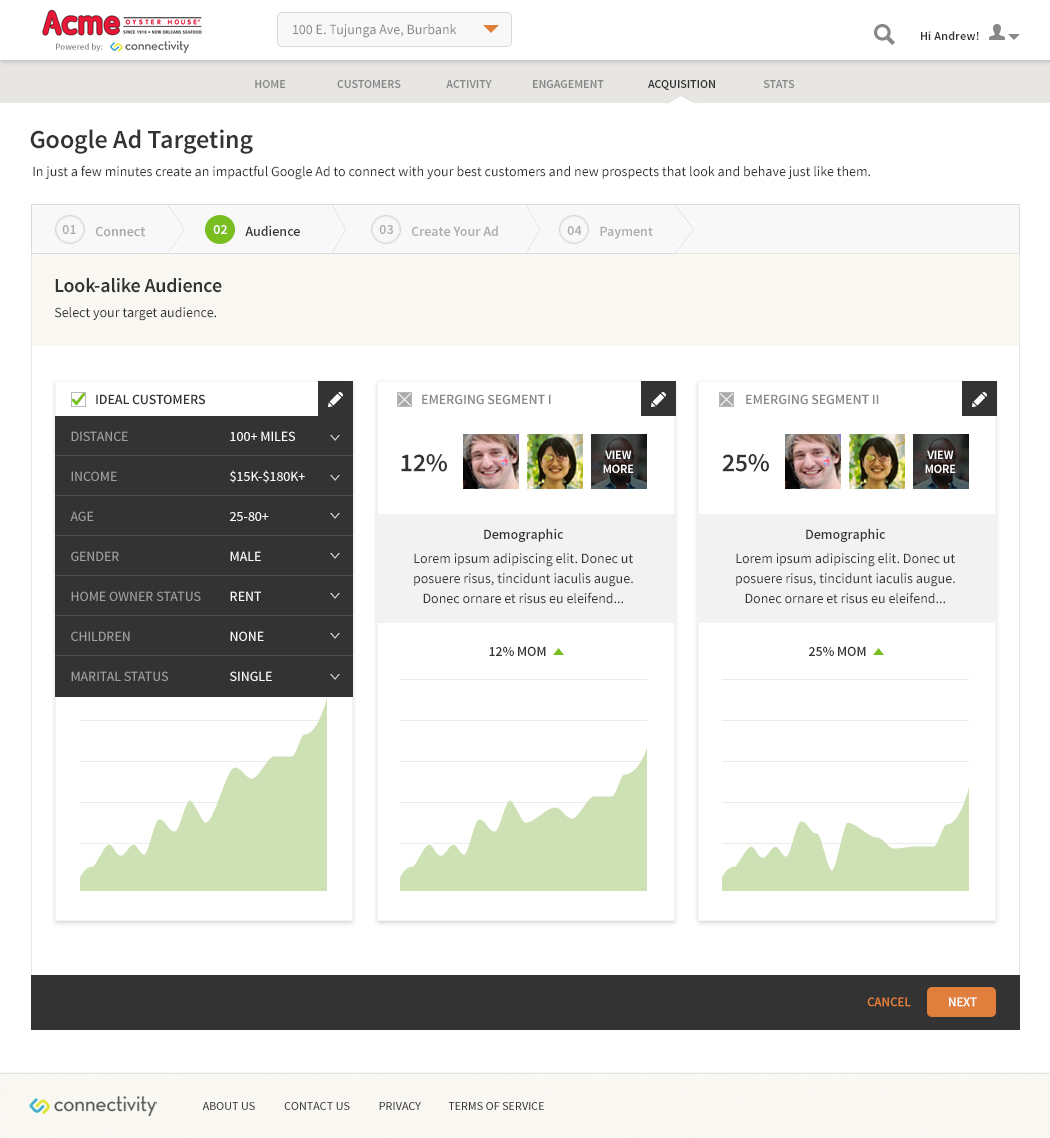 Acme
OYSTER HOUSE
SINCE 1910 • NEW ORLEANS SEAFOOD
Powered by: connectivity
100 E. Tujunga Ave, Burbank
Hi Andrew!
HOME CUSTOMERS ACTIVITY ENGAGEMENT ACQUISITION STATS
Google Ad Targeting
In just a few minutes create an impactful Google Ad to connect with your best customers and new prospects that look and behave just like them.
01 Connect 02 Audience 03 Create Your Ad 04 Payment
Look-alike Audience
Select your target audience.
IDEAL CUSTOMERS
DISTANCE 100+ MILES
INCOME $15K-$180K+
AGE 25-80+
GENDER MALE
HOME OWNER STATUS RENT
CHILDREN NONE
MARITAL STATUS SINGLE
EMERGING SEGMENT I
12%
VIEW
MORE
Demographic
Lorem ipsum adipiscing elit. Donec ut
posuere risus, tincidunt iaculis augue.
Donec ornare et risus eu eleifend...
12% MOM
EMERGING SEGMENT II
25%
VIEW
MORE
Demographic
Lorem ipsum adipiscing elit. Donec ut
posuere risus, tincidunt iaculis augue.
Donec ornare et risus eu eleifend...
25% MOM
CANCEL NEXT
connectivity ABOUT US CONTACT US PRIVACY TERMS OF SERVICE